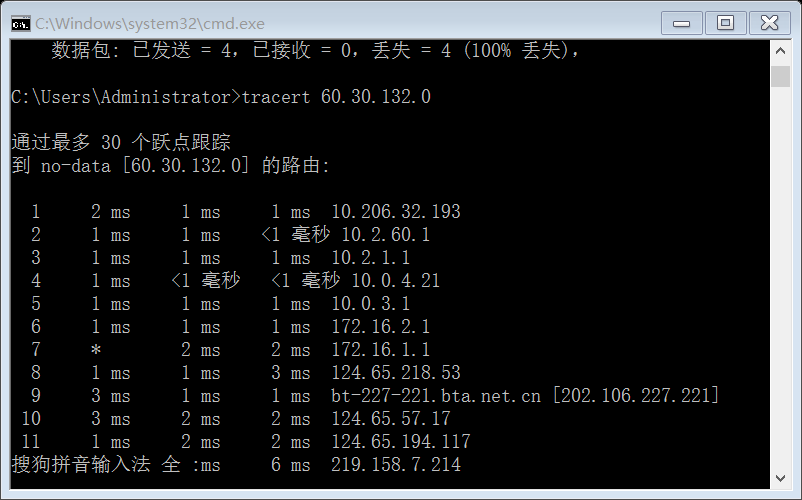 C:\Windows\system32\cmd.exe
数据包: 已发送 = 4，已接收 = 0，丢失 = 4 (100% 丢失)，
C:\Users\Administrator>tracert 60.30.132.0
通过最多 30 个跃点跟踪
到 no-data [60.30.132.0] 的路由:
1 2 ms 1 ms 1 ms 10.206.32.193
2 1 ms 1 ms <1 毫秒 10.2.60.1
3 1 ms 1 ms 1 ms 10.2.1.1
4 1 ms <1 毫秒 <1 毫秒 10.0.4.21
5 1 ms 1 ms 1 ms 10.0.3.1
6 1 ms 1 ms 1 ms 172.16.2.1
7 * 2 ms 2 ms 172.16.1.1
8 1 ms 1 ms 3 ms 124.65.218.53
9 3 ms 1 ms 1 ms bt-227-221.bta.net.cn [202.106.227.221]
10 3 ms 2 ms 2 ms 124.65.57.17
11 1 ms 2 ms 2 ms 124.65.194.117
搜狗拼音输入法 全 :ms 6 ms 219.158.7.214